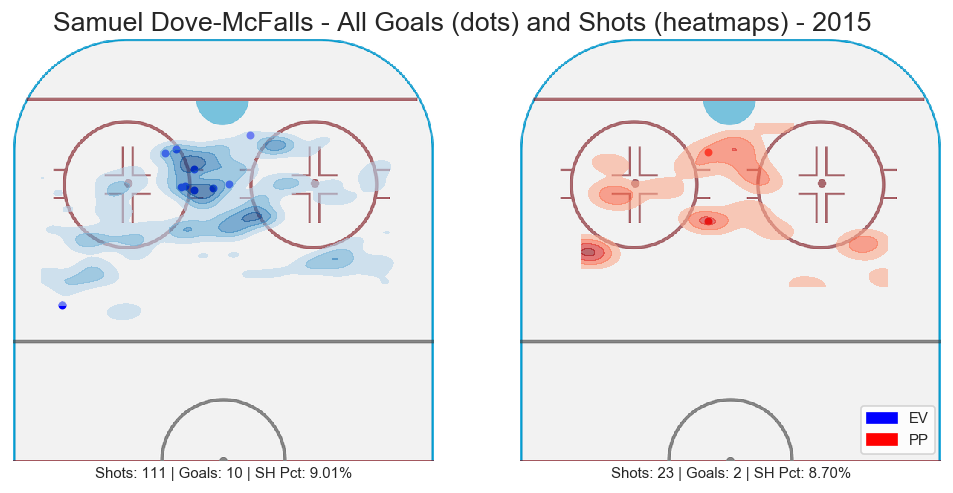 Samuel Dove-McFalls - All Goals (dots) and Shots (heatmaps) - 2015
EV
PP
Shots: 111 | Goals: 10 | SH Pct: 9.01%
Shots: 23 | Goals: 2 | SH Pct: 8.70%